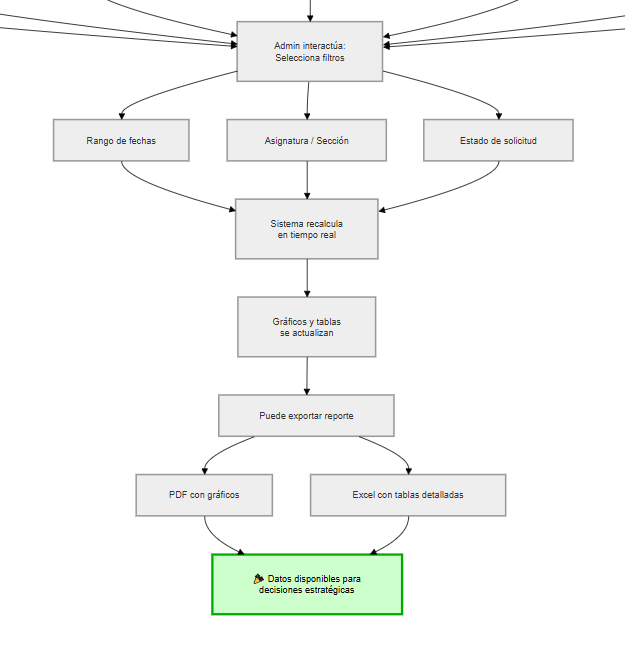 Admin interactúa:
Selecciona filtros
Rango de fechas
Asignatura / Sección
Estado de solicitud
Sistema recalcula
en tiempo real
Gráficos y tablas
se actualizan
Puede exportar reporte
PDF con gráficos
Excel con tablas detalladas
🎉 Datos disponibles para
decisiones estratégicas